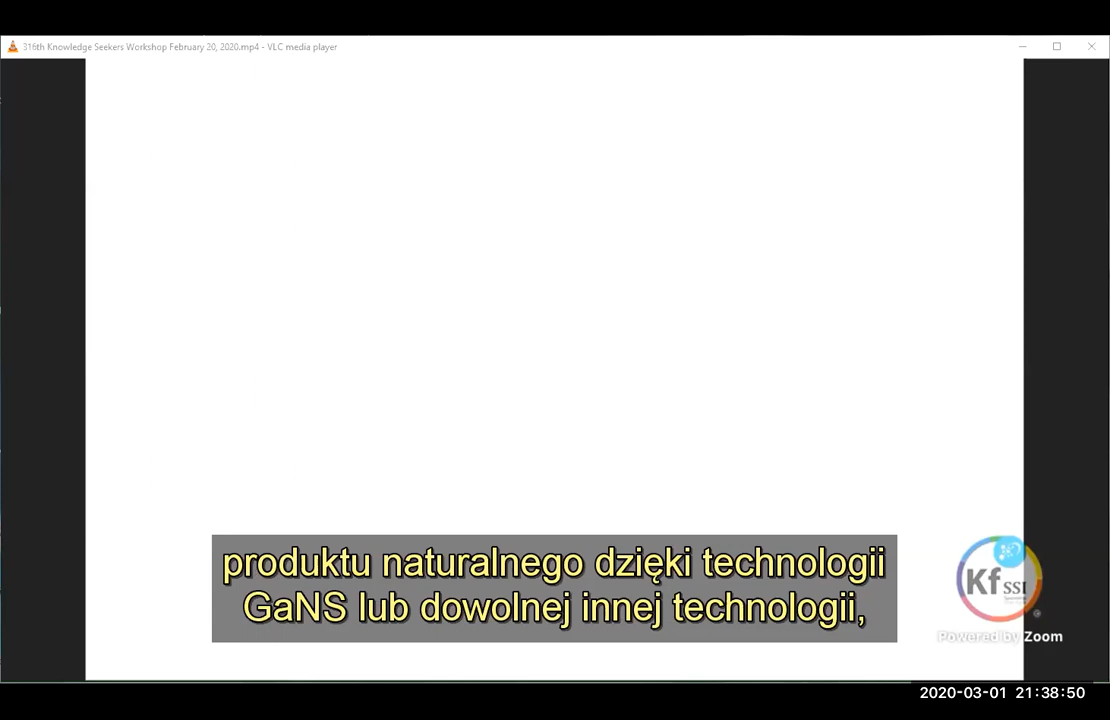 316th Knowledge Seekers Workshop February 20, 2020.mp4 - VLC media player
produktu naturalnego dzięki technologii
GaNS lub dowolnej innej technologii,
Kf SSI
Powered by Zoom
2020-03-01 21:38:50